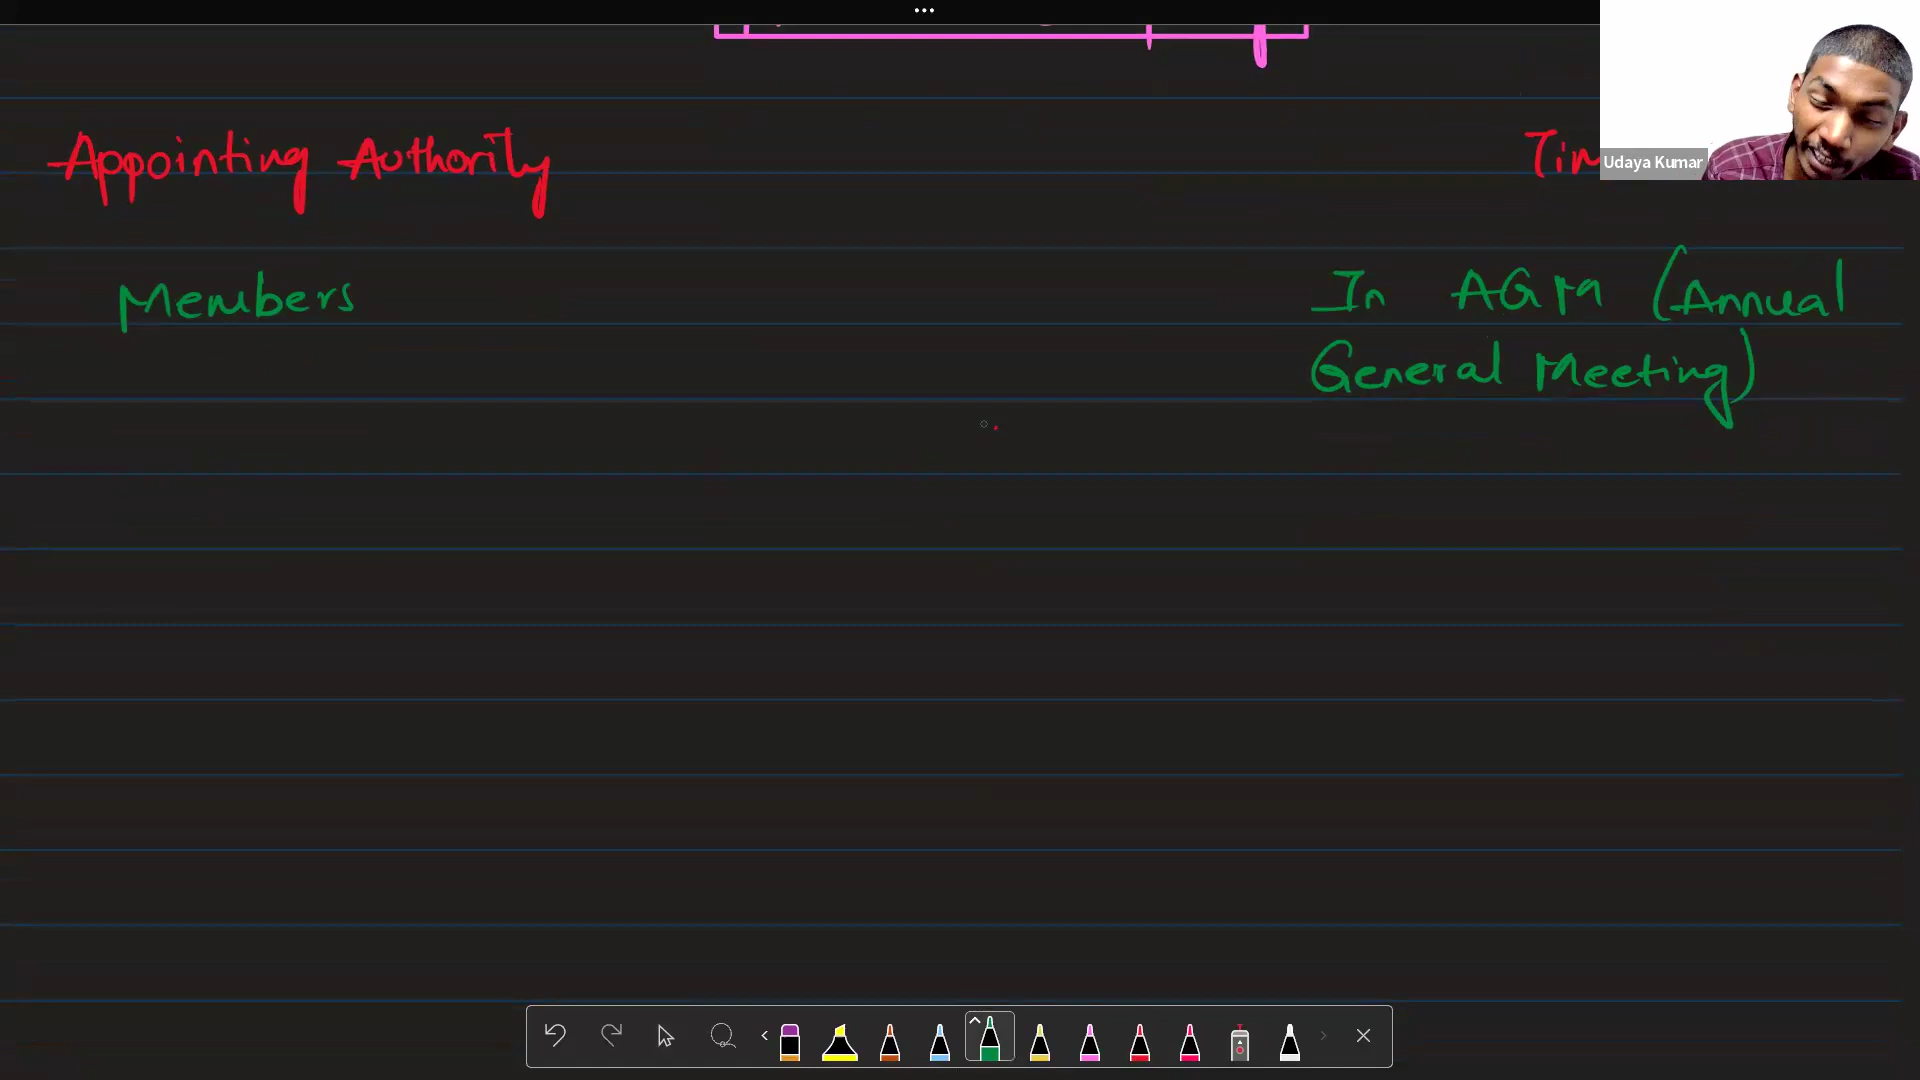 Appointing Authority
Udaya Kumar
Members In AGM (Annual
General Meeting)